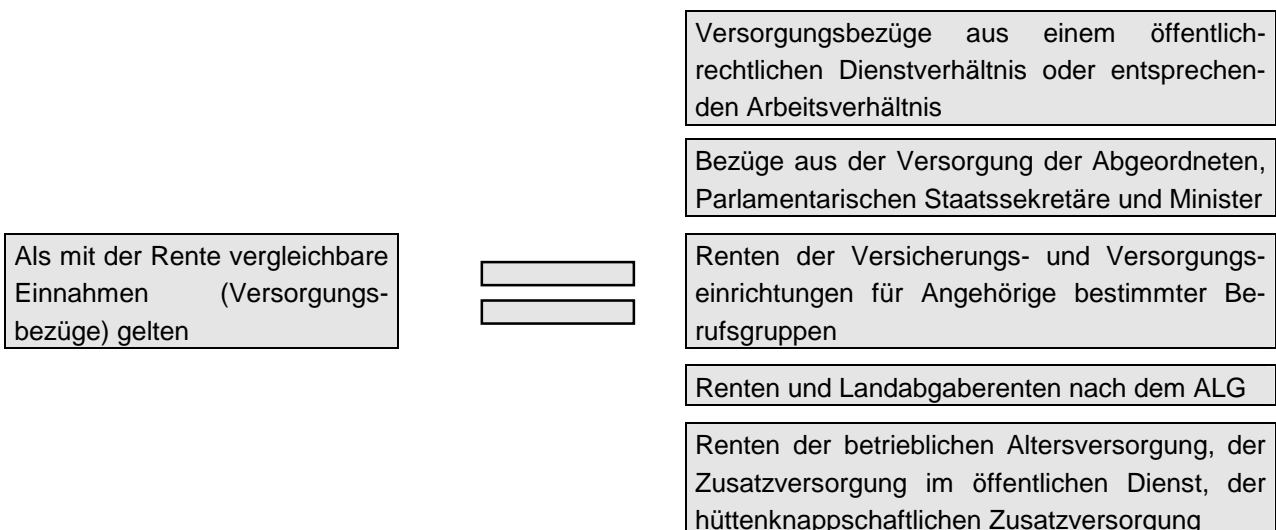 Als mit der Rente vergleichbare
Einnahmen (Versorgungs-
bezüge) gelten
Versorgungsbezüge aus einem öffentlich-
rechtlichen Dienstverhältnis oder entsprechen-
den Arbeitsverhältnis
Bezüge aus der Versorgung der Abgeordneten,
Parlamentarischen Staatssekretäre und Minister
Renten der Versicherungs- und Versorgungs-
einrichtungen für Angehörige bestimmter Be-
rufsgruppen
Renten und Landabgaberenten nach dem ALG
Renten der betrieblichen Altersversorgung, der
Zusatzversorgung im öffentlichen Dienst, der
hüttenknappschaftlichen Zusatzversorgung